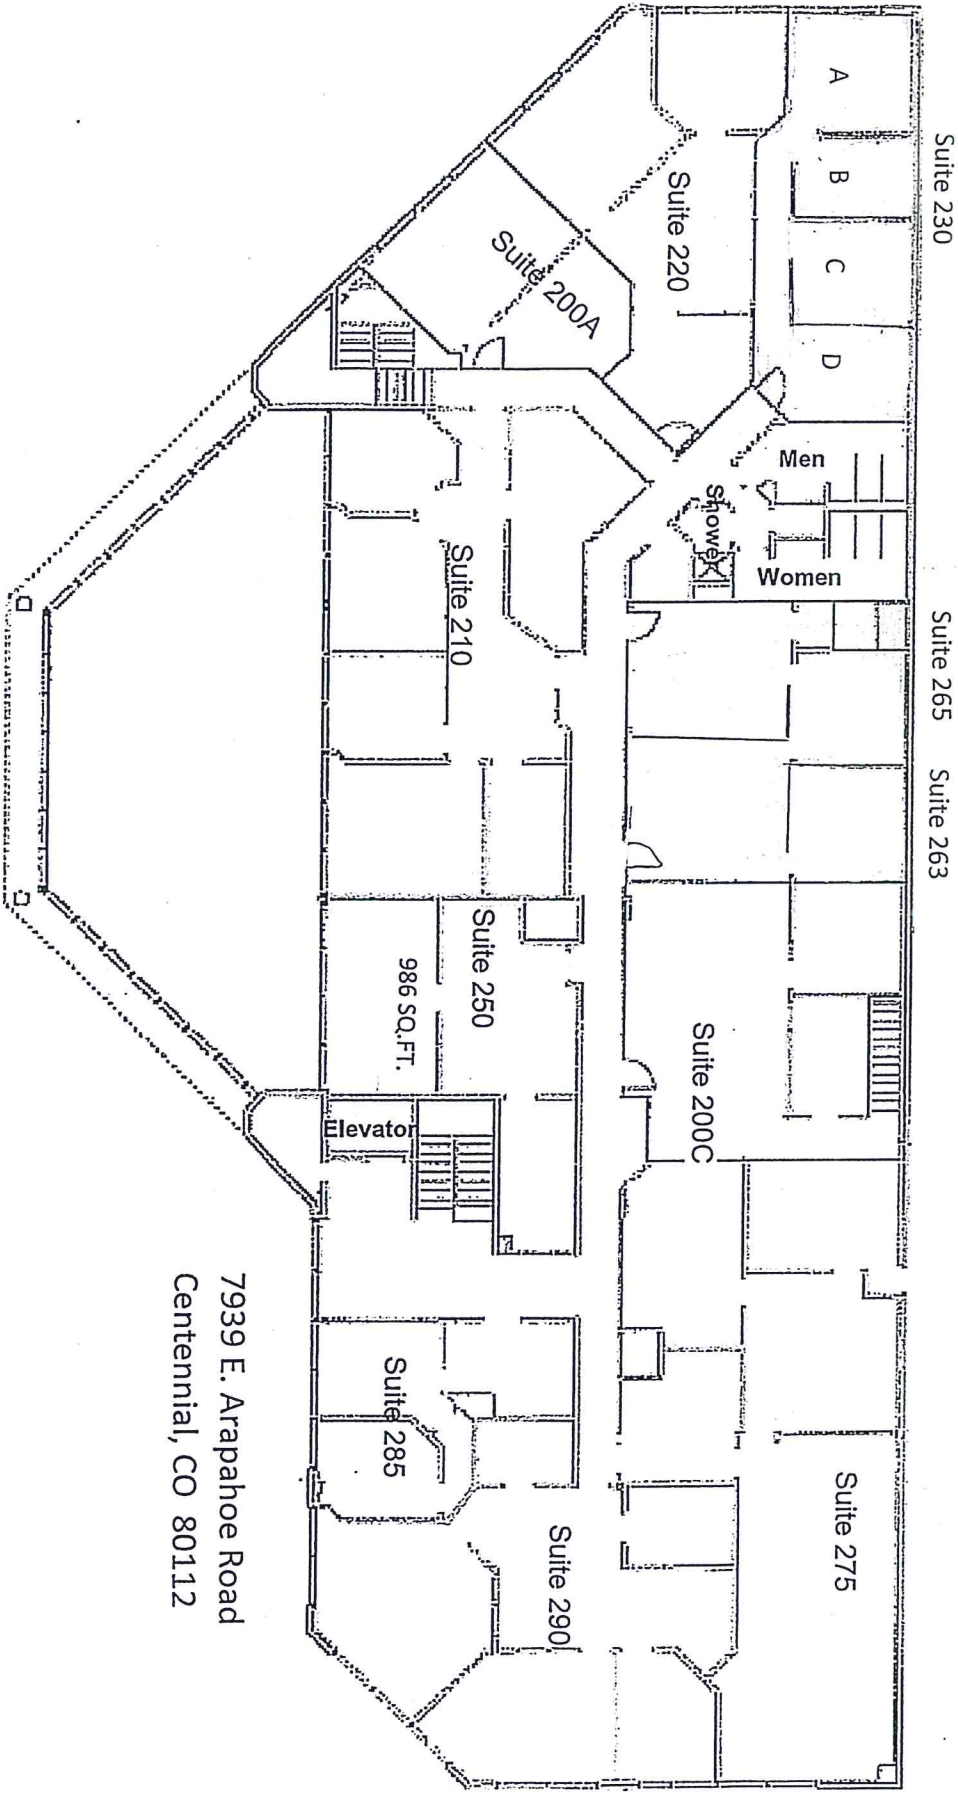 Suite 230
Suite 265
Suite 263
A
B
C
D
Suite 220
Suite 200A
Men
Shower
Women
Suite 210
Suite 250
986 SQ.FT.
Suite 200C
Elevator
Suite 275
Suite 285
Suite 290
7939 E. Arapahoe Road
Centennial, CO 80112